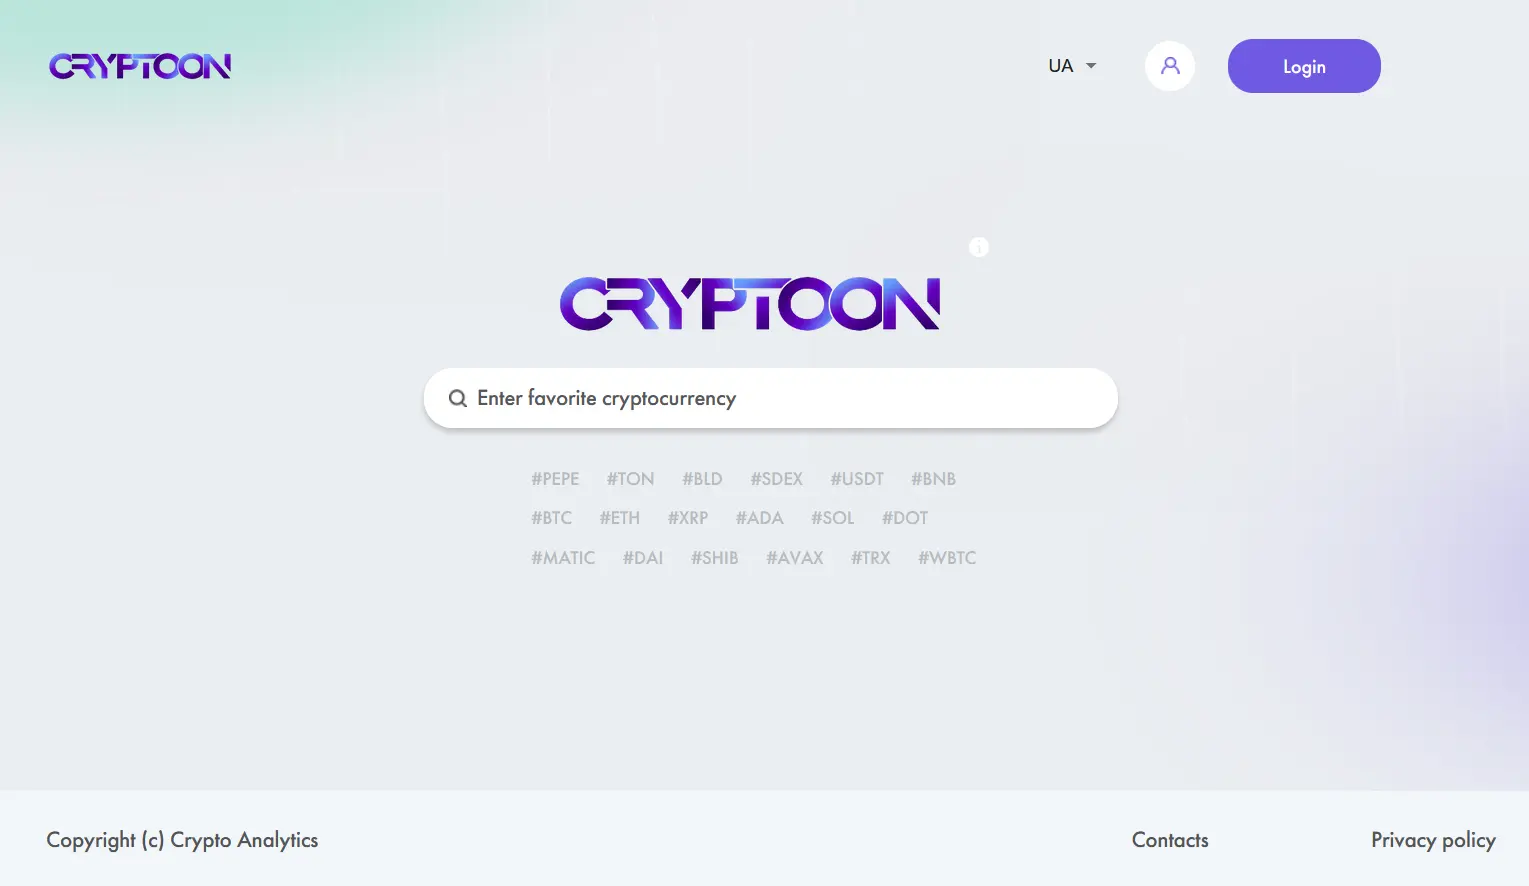 CRYPTOON
UA
Login
CRYPTOON
Enter favorite cryptocurrency
#PEPE #TON #BLD #SDEX #USDT #BNB
#BTC #ETH #XRP #ADA #SOL #DOT
#MATIC #DAI #SHIB #AVAX #TRX #WBTC
Copyright (c) Crypto Analytics
Contacts
Privacy policy